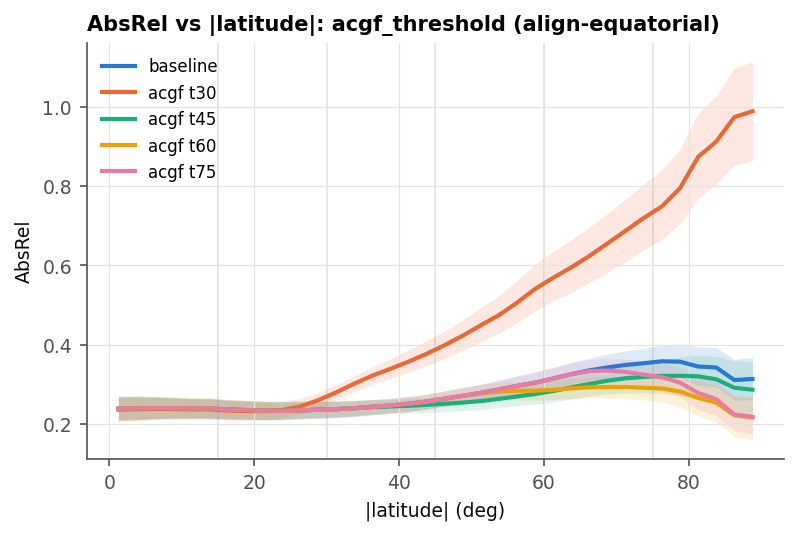 AbsRel vs |latitude|: acgf_threshold (align-equatorial)
baseline
acgf t30
acgf t45
acgf t60
acgf t75
AbsRel
1.0
0.8
0.6
0.4
0.2
0 20 40 60 80
|latitude| (deg)